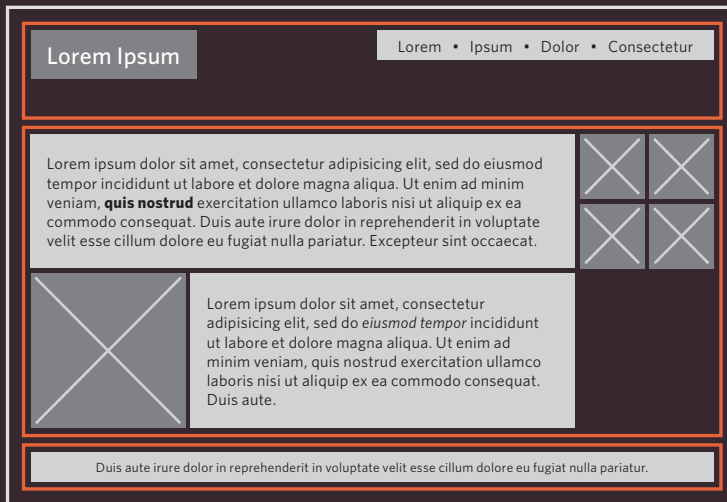 Lorem Ipsum
Lorem • Ipsum • Dolor • Consectetur
Lorem ipsum dolor sit amet, consectetur adipisicing elit, sed do eiusmod
tempor incididunt ut labore et dolore magna aliqua. Ut enim ad minim
veniam, quis nostrud exercitation ullamco laboris nisi ut aliquip ex ea
commodo consequat. Duis aute irure dolor in reprehenderit in voluptate
velit esse cillum dolore eu fugiat nulla pariatur. Excepteur sint occaecat.
Lorem ipsum dolor sit amet, consectetur
adipisicing elit, sed do eiusmod tempor incididunt
ut labore et dolore magna aliqua. Ut enim ad
minim veniam, quis nostrud exercitation ullamco
laboris nisi ut aliquip ex ea commodo consequat.
Duis aute.
Duis aute irure dolor in reprehenderit in voluptate velit esse cillum dolore eu fugiat nulla pariatur.